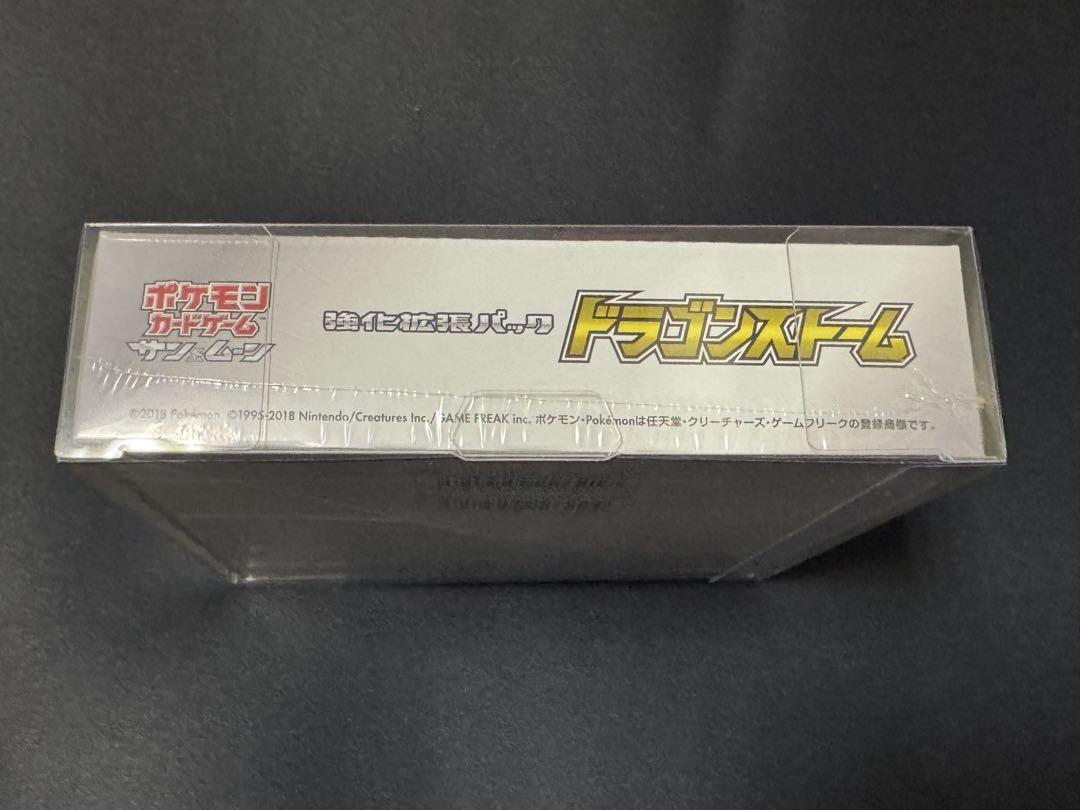 ポケモン
カードゲーム™
サン&ムーン
強化拡張パック
ドラゴンストーム
©2018 Pokémon. ©1995-2018 Nintendo/Creatures Inc./GAME FREAK inc. ポケモン・Pokémonは任天堂・クリーチャーズ・ゲームフリークの登録商標です。